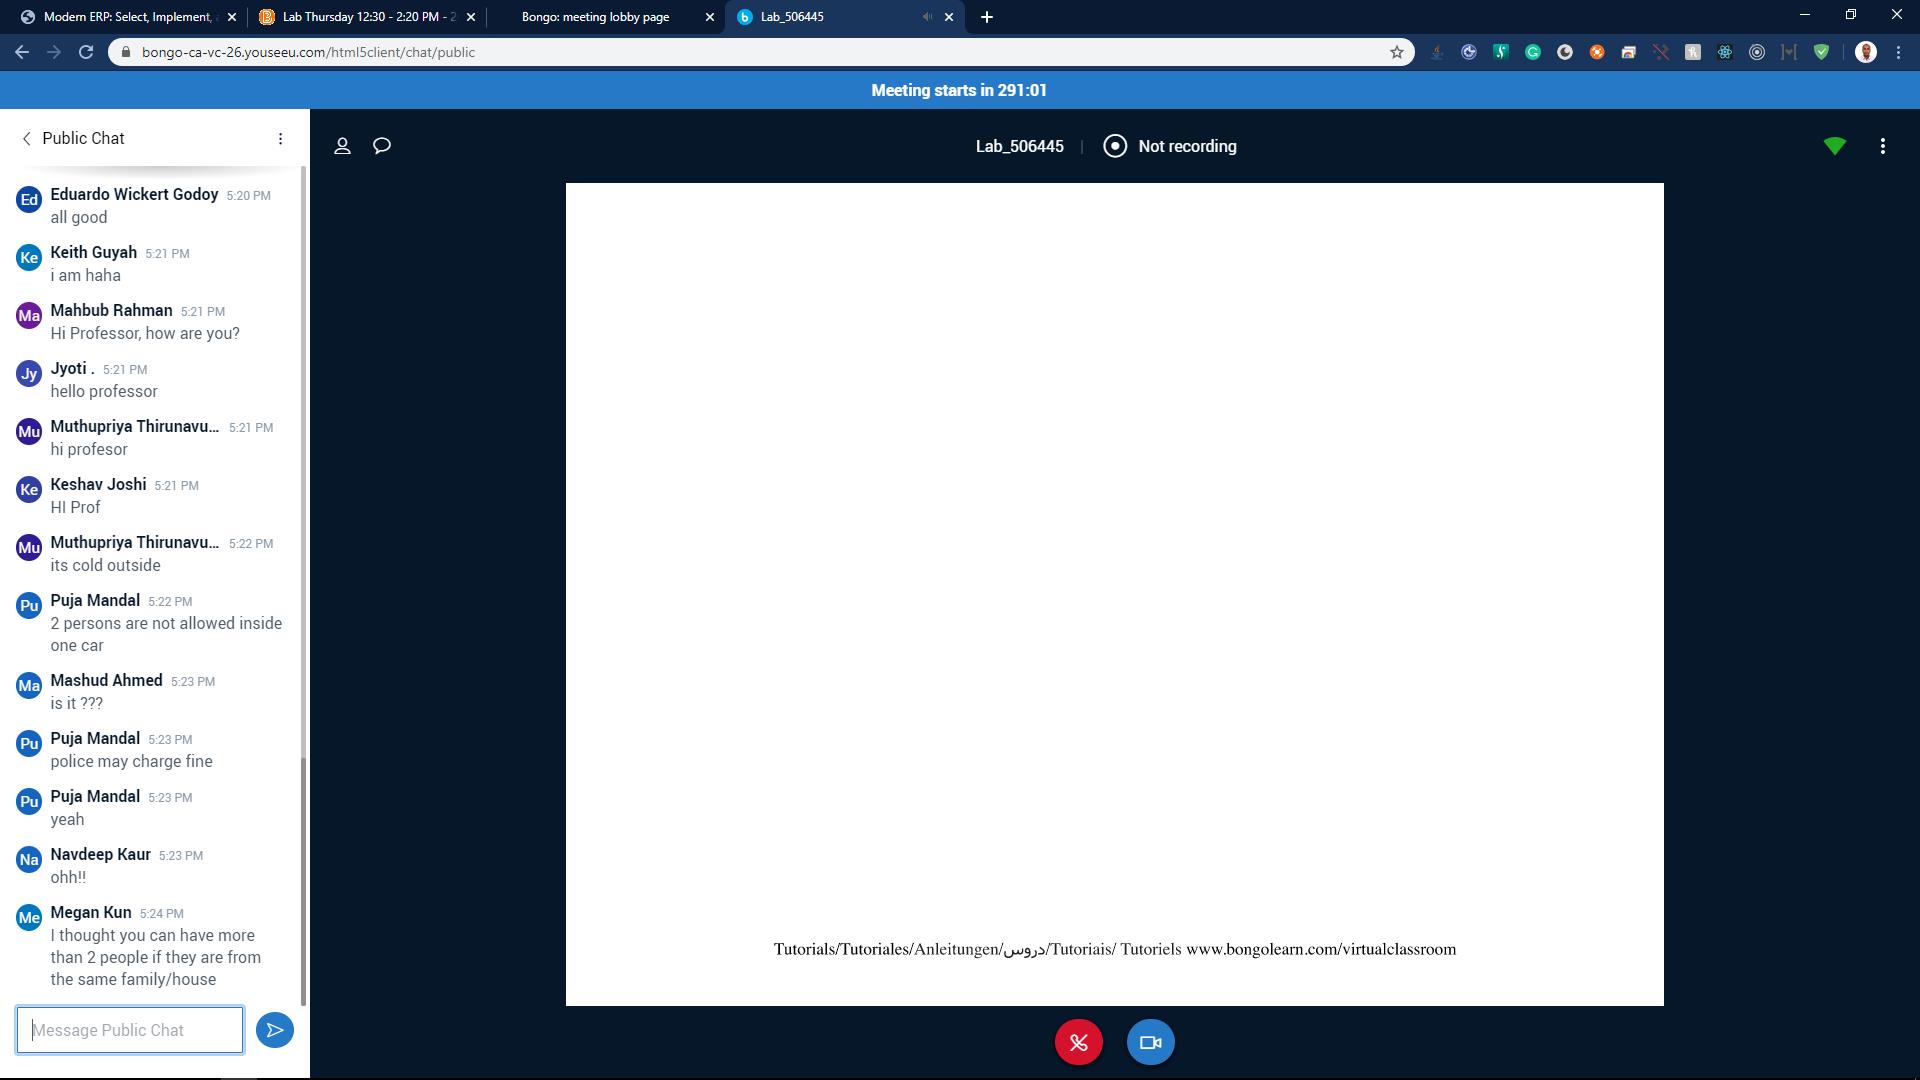 Modern ERP: Select, Implement,
Lab Thursday 12:30 - 2:20 PM - 2
Bongo: meeting lobby page
Lab_506445
bongo-ca-vc-26.youseeu.com/html5client/chat/public
Meeting starts in 291:01
Public Chat
Lab_506445 | Not recording
Ed Eduardo Wickert Godoy 5:20 PM
all good
Ke Keith Guyah 5:21 PM
i am haha
Ma Mahbub Rahman 5:21 PM
Hi Professor, how are you?
Jy Jyoti . 5:21 PM
hello professor
Mu Muthupriya Thirunavu... 5:21 PM
hi profesor
Ke Keshav Joshi 5:21 PM
HI Prof
Mu Muthupriya Thirunavu... 5:22 PM
its cold outside
Pu Puja Mandal 5:22 PM
2 persons are not allowed inside
one car
Ma Mashud Ahmed 5:23 PM
is it ???
Pu Puja Mandal 5:23 PM
police may charge fine
Pu Puja Mandal 5:23 PM
yeah
Na Navdeep Kaur 5:23 PM
ohh!!
Me Megan Kun 5:24 PM
I thought you can have more
than 2 people if they are from
the same family/house
Message Public Chat
Tutorials/Tutoriales/Anleitungen/دروس/Tutoriais/ Tutoriels www.bongolearn.com/virtualclassroom